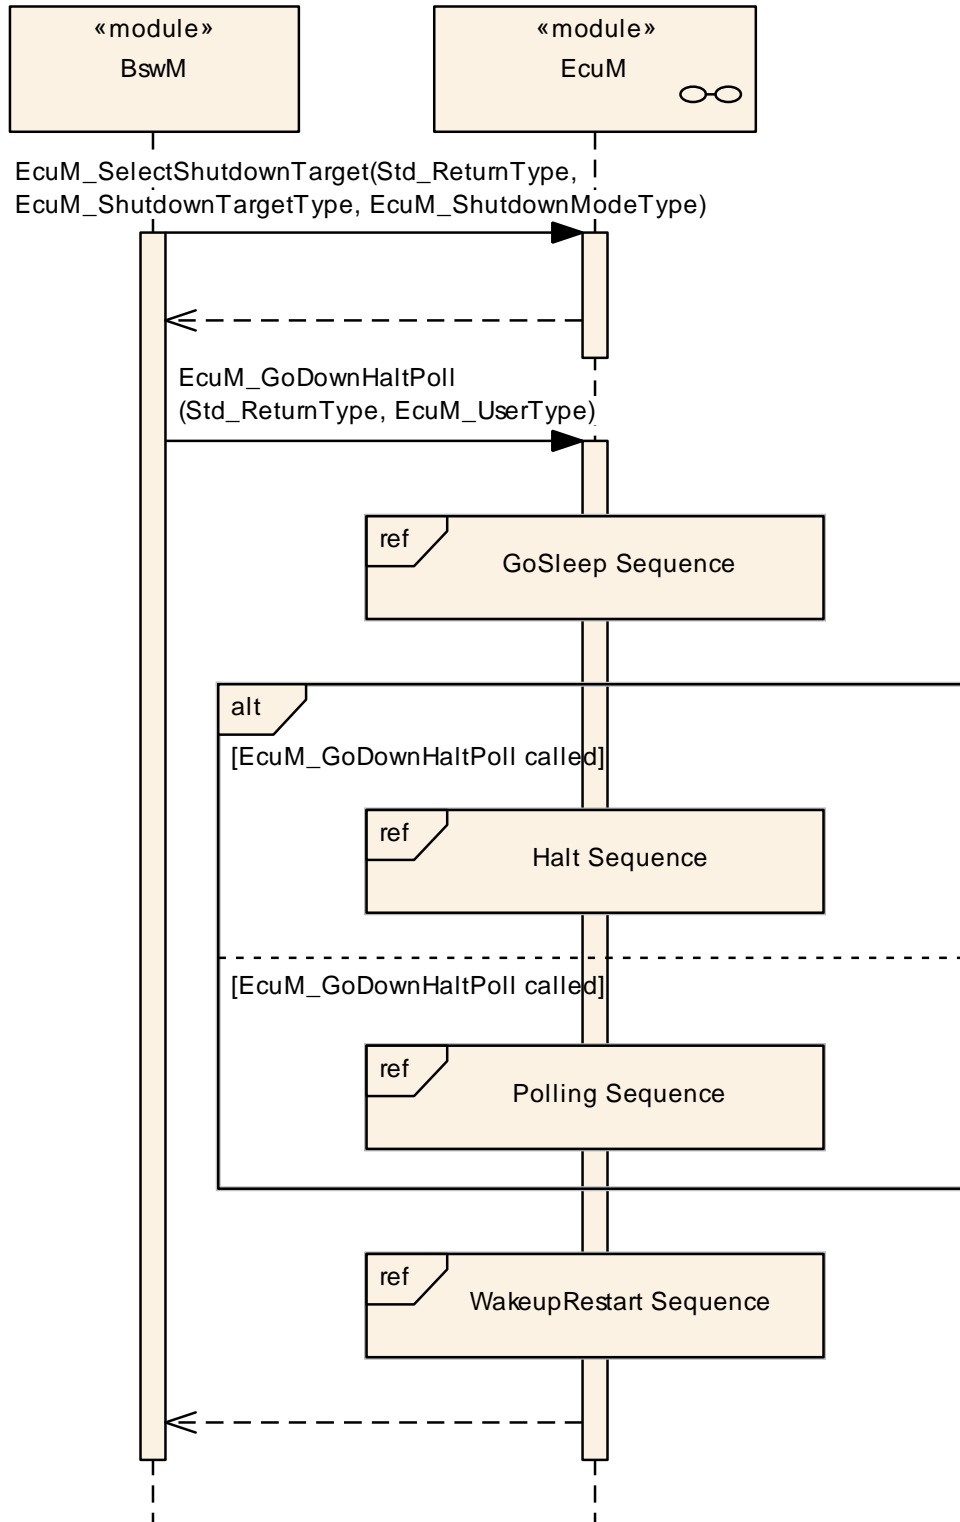 «module»
BswM
«module»
EcuM
EcuM_SelectShutdownTarget(Std_ReturnType,
EcuM_ShutdownTargetType, EcuM_ShutdownModeType)
EcuM_GoDownHaltPoll
(Std_ReturnType, EcuM_UserType)
ref
GoSleep Sequence
alt
[EcuM_GoDownHaltPoll called]
ref
Halt Sequence
[EcuM_GoDownHaltPoll called]
ref
Polling Sequence
ref
WakeupRestart Sequence